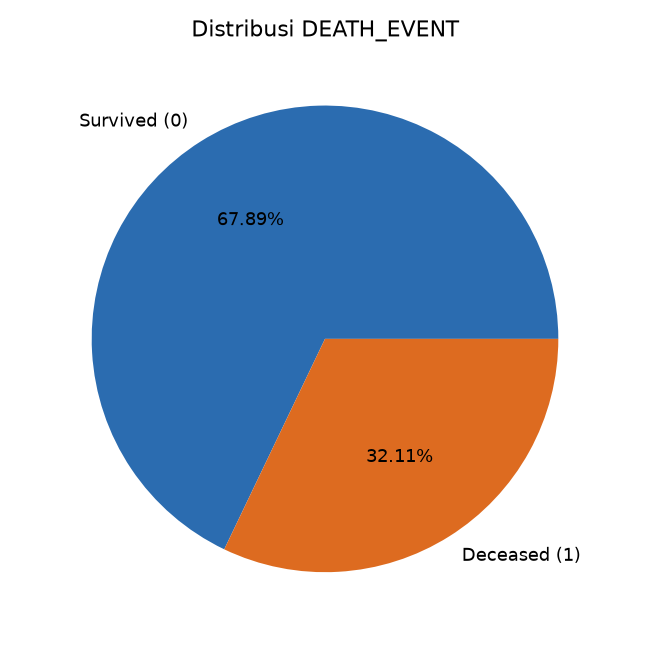 Distribusi DEATH_EVENT
Survived (0)
67.89%
32.11%
Deceased (1)